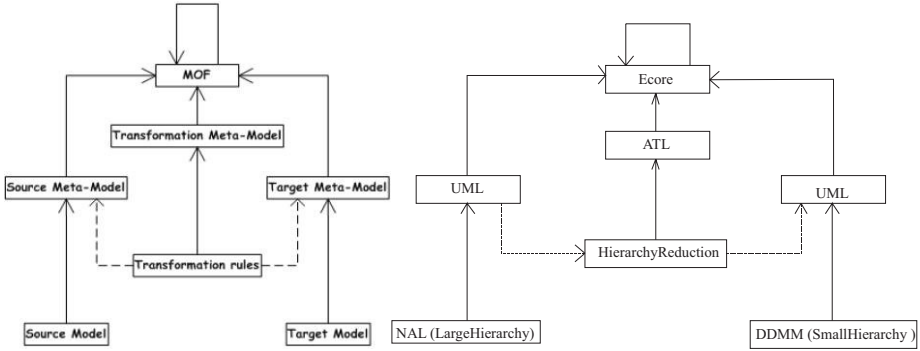 MOF
Transformation Meta-Model
Source Meta-Model
Target Meta-Model
Transformation rules
Source Model
Target Model
Ecore
ATL
UML
UML
HierarchyReduction
NAL (LargeHierarchy)
DDMM (SmallHierarchy )